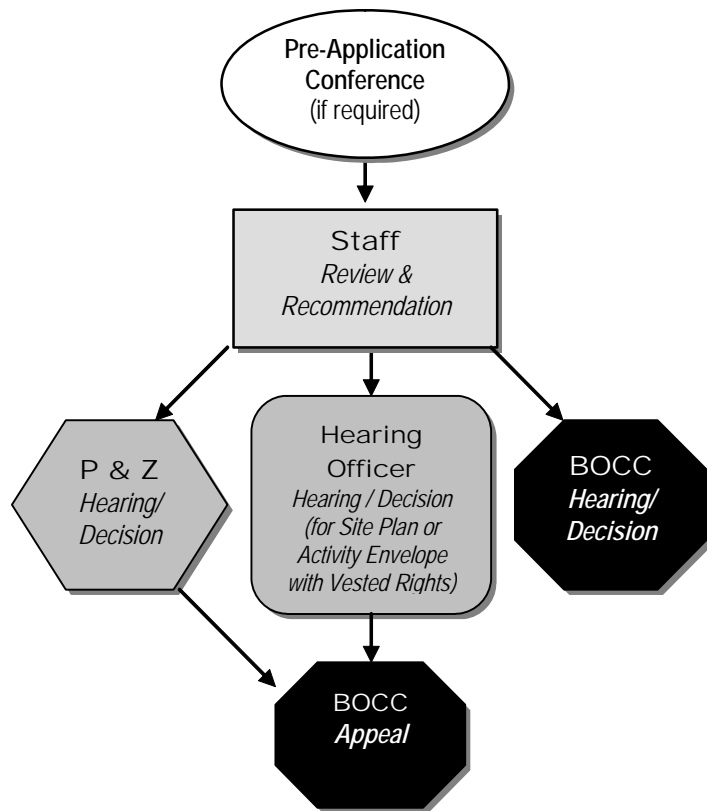 Pre-Application
Conference
(if required)
Staff
Review &
Recommendation
P & Z
Hearing/
Decision
Hearing
Officer
Hearing / Decision
(for Site Plan or
Activity Envelope
with Vested Rights)
BOCC
Hearing/
Decision
BOCC
Appeal